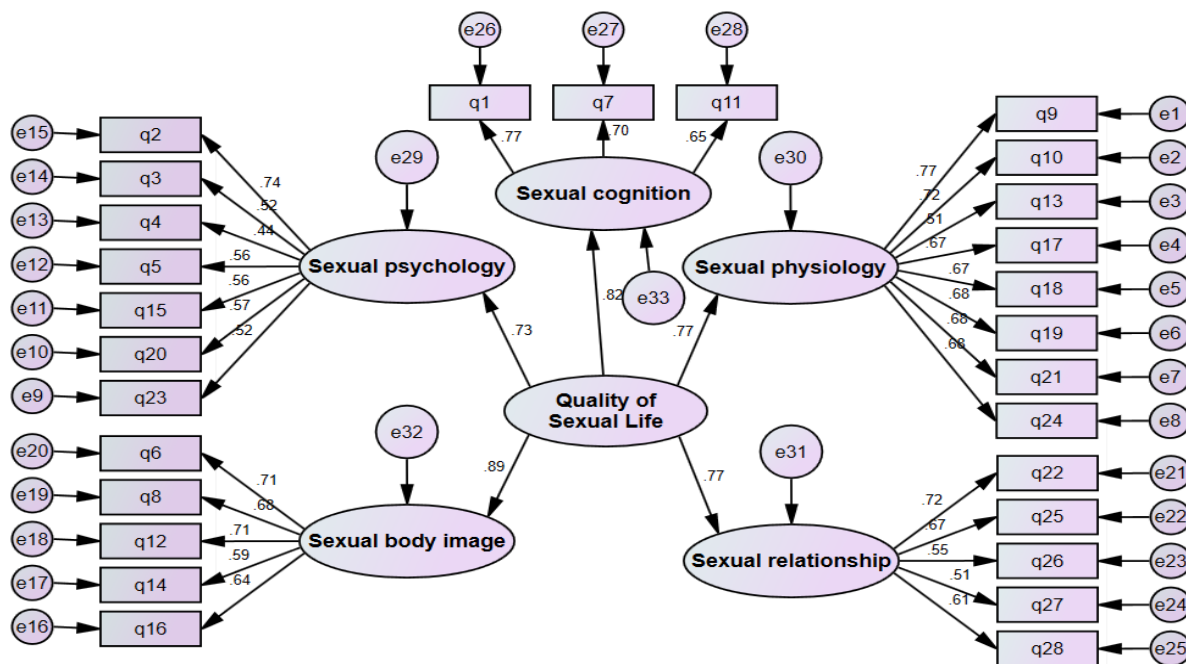 e26
e27
e28
q1
q7
q11
.77
.70
.65
Sexual cognition
e33
.82
e15
q2
e14
q3
e13
q4
e12
q5
e11
q15
e10
q20
e9
q23
.74
.52
.44
.56
.56
.57
.52
e29
Sexual psychology
.73
e30
Sexual physiology
.77
.77
.72
.51
.67
.67
.68
.68
.68
q9
e1
q10
e2
q13
e3
q17
e4
q18
e5
q19
e6
q21
e7
q24
e8
Quality of
Sexual Life
e20
q6
e19
q8
e18
q12
e17
q14
e16
q16
.71
.68
.71
.59
.64
e32
Sexual body image
.89
e31
Sexual relationship
.77
.72
.67
.55
.51
.61
q22
e21
q25
e22
q26
e23
q27
e24
q28
e25